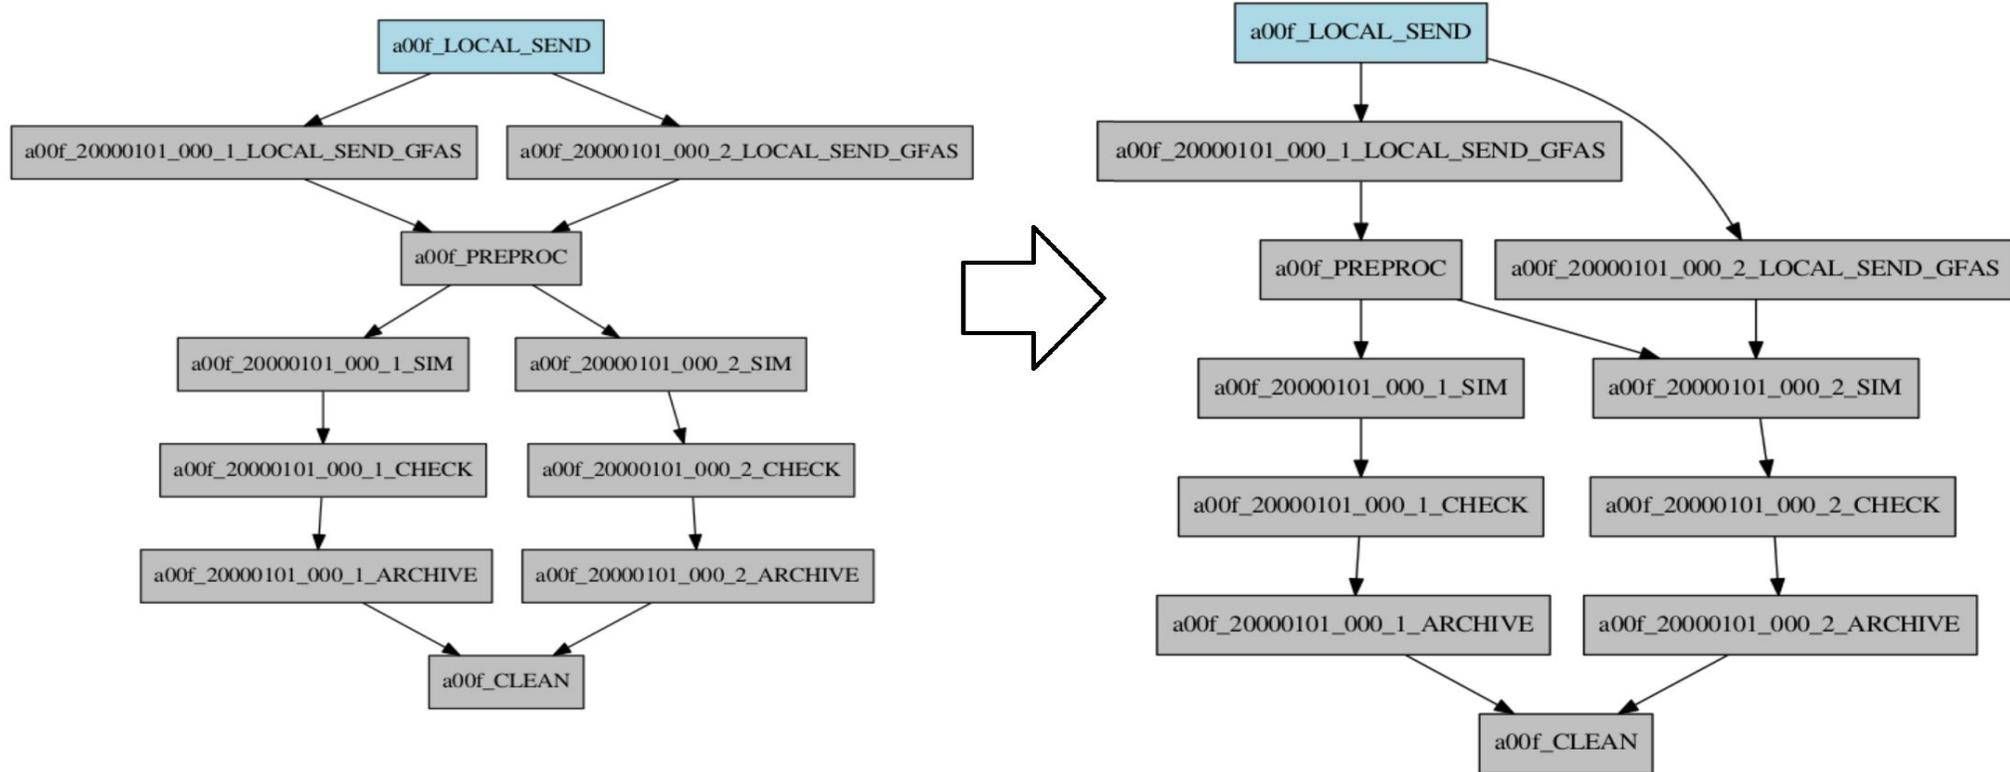 a00f_LOCAL_SEND
a00f_20000101_000_1_LOCAL_SEND_GFAS
a00f_20000101_000_2_LOCAL_SEND_GFAS
a00f_PREPROC
a00f_20000101_000_1_SIM
a00f_20000101_000_2_SIM
a00f_20000101_000_1_CHECK
a00f_20000101_000_2_CHECK
a00f_20000101_000_1_ARCHIVE
a00f_20000101_000_2_ARCHIVE
a00f_CLEAN
a00f_LOCAL_SEND
a00f_20000101_000_1_LOCAL_SEND_GFAS
a00f_PREPROC
a00f_20000101_000_2_LOCAL_SEND_GFAS
a00f_20000101_000_1_SIM
a00f_20000101_000_2_SIM
a00f_20000101_000_1_CHECK
a00f_20000101_000_2_CHECK
a00f_20000101_000_1_ARCHIVE
a00f_20000101_000_2_ARCHIVE
a00f_CLEAN